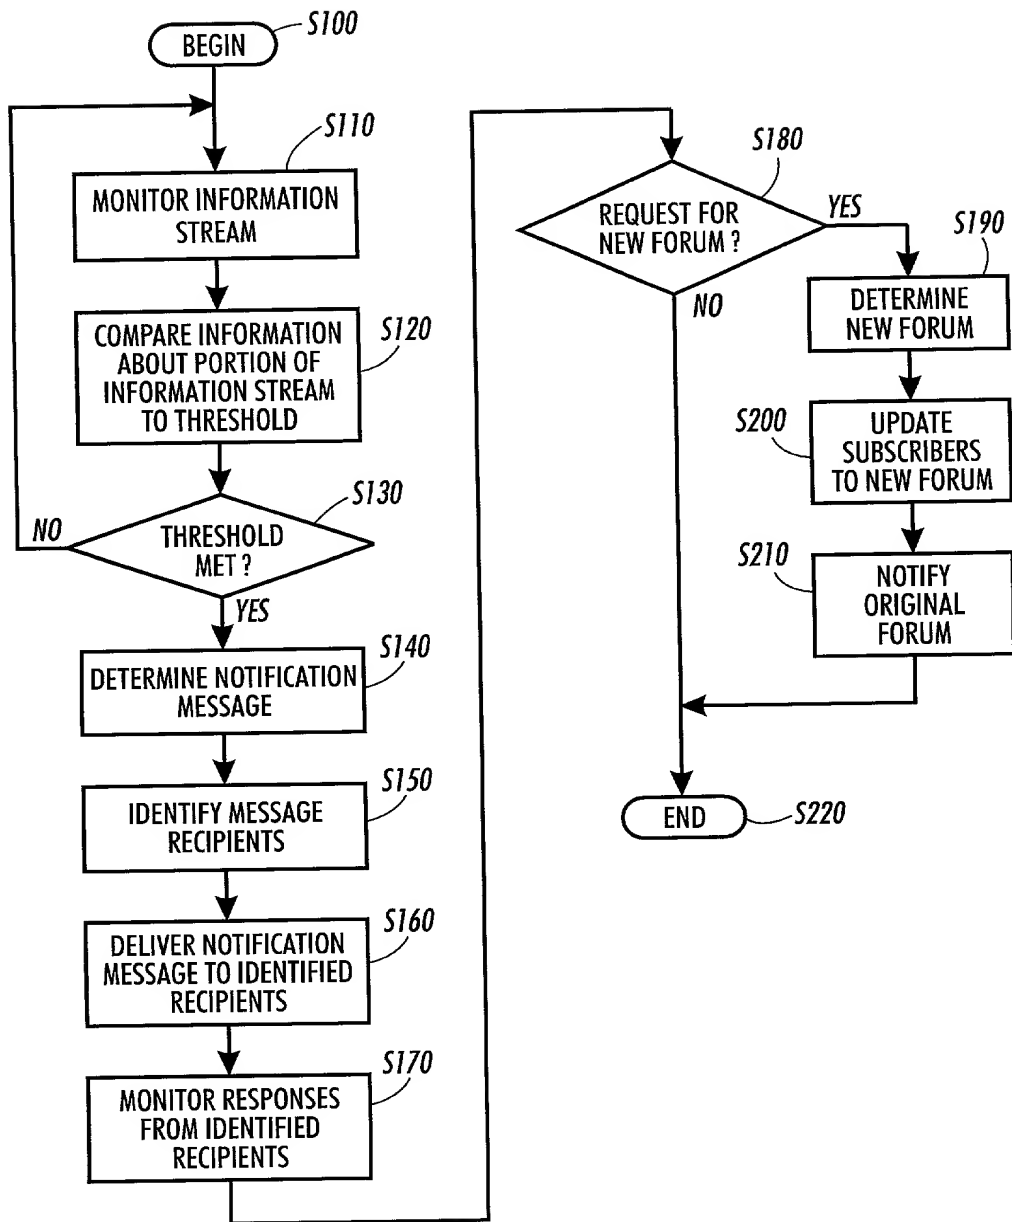 BEGIN
S100
S110
MONITOR INFORMATION
STREAM
S120
COMPARE INFORMATION
ABOUT PORTION OF
INFORMATION STREAM
TO THRESHOLD
S130
NO
THRESHOLD
MET ?
YES
S140
DETERMINE NOTIFICATION
MESSAGE
S150
IDENTIFY MESSAGE
RECIPIENTS
S160
DELIVER NOTIFICATION
MESSAGE TO IDENTIFIED
RECIPIENTS
S170
MONITOR RESPONSES
FROM IDENTIFIED
RECIPIENTS
S180
REQUEST FOR
NEW FORUM ?
YES
NO
S190
DETERMINE
NEW FORUM
S200
UPDATE
SUBSCRIBERS
TO NEW FORUM
S210
NOTIFY
ORIGINAL
FORUM
END
S220